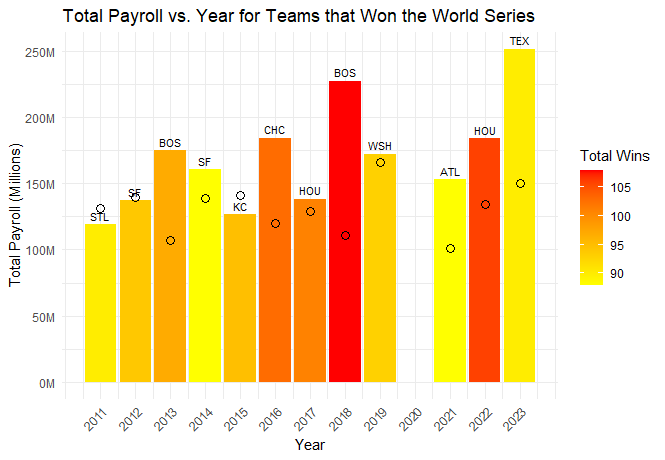 Total Payroll vs. Year for Teams that Won the World Series
Total Payroll (Millions)
250M
200M
150M
100M
50M
0M
STL
SF
BOS
SF
KC
CHC
HOU
BOS
WSH
ATL
HOU
TEX
2011
2012
2013
2014
2015
2016
2017
2018
2019
2020
2021
2022
2023
Year
Total Wins
105
100
95
90